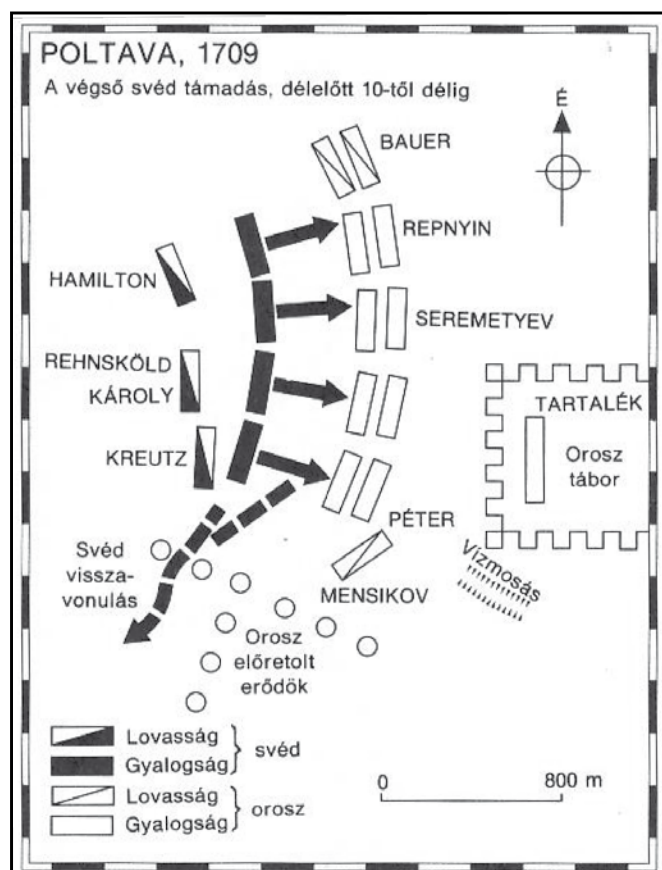 POLTAVA, 1709
A végső svéd támadás, délelőtt 10-től délig
É
BAUER
REPNYIN
HAMILTON
SEREMETYEV
REHNSKÖLD
KÁROLY
TARTALÉK
KREUTZ
Orosz
tábor
PÉTER
Svéd
vissza-
vonulás
Vízmosás
MENSIKOV
Orosz
előretolt
erődök
Lovasság
Gyalogság
svéd
Lovasság
Gyalogság
orosz
0 800 m